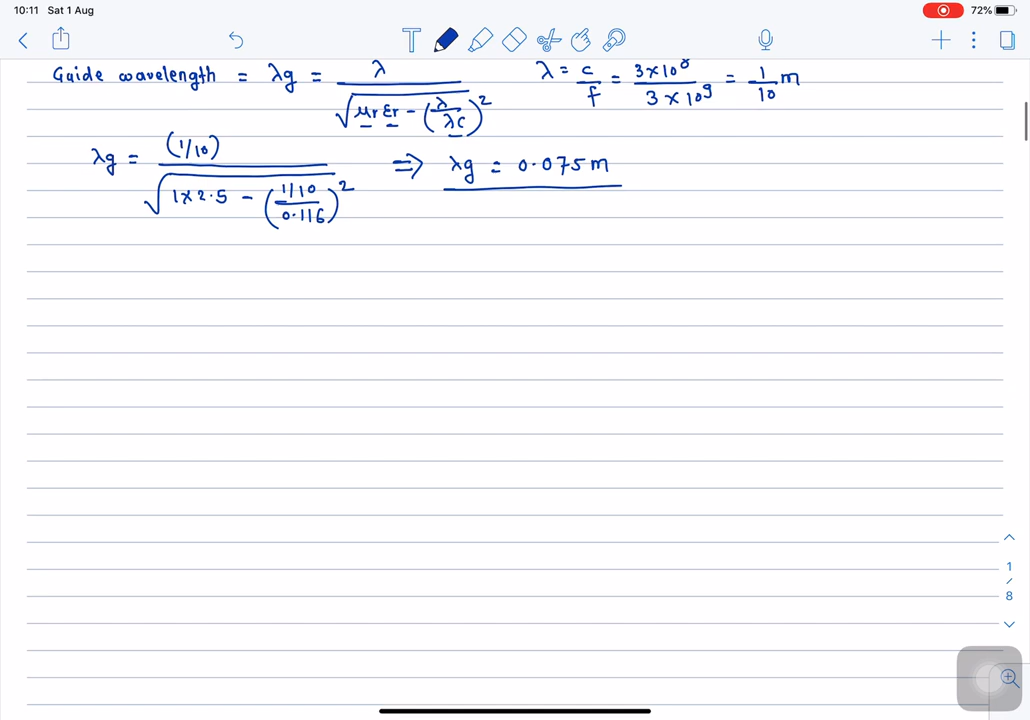 10:11 Sat 1 Aug 72%
T
Guide wavelength = λg = λ / √(μr εr − (λ/λc)²) λ = c/f = 3×10⁸ / 3×10⁹ = 1/10 m
λg = (1/10) / √(1×2.5 − ((1/10)/0.116)²) ⇒ λg = 0.075 m
1
/
8